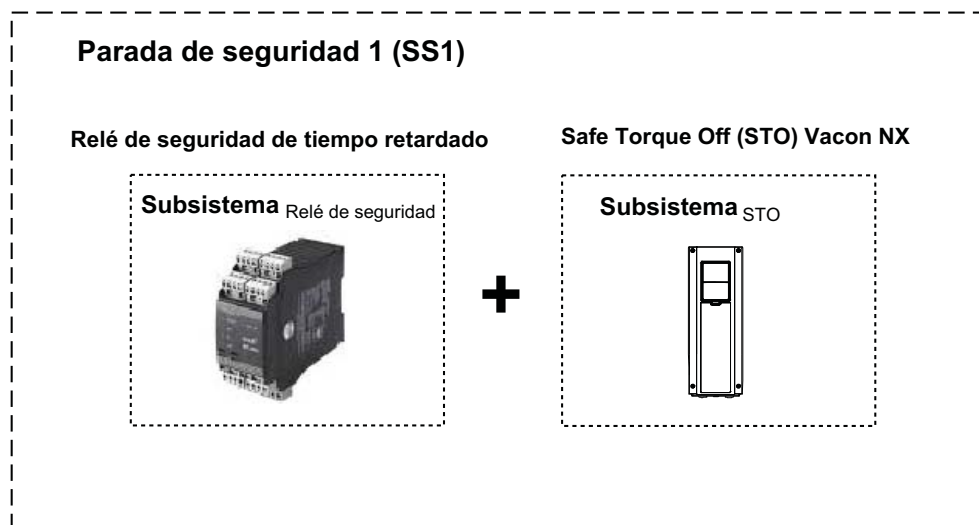 Parada de seguridad 1 (SS1)
Relé de seguridad de tiempo retardado
Safe Torque Off (STO) Vacon NX
Subsistema Relé de seguridad
Subsistema STO
+